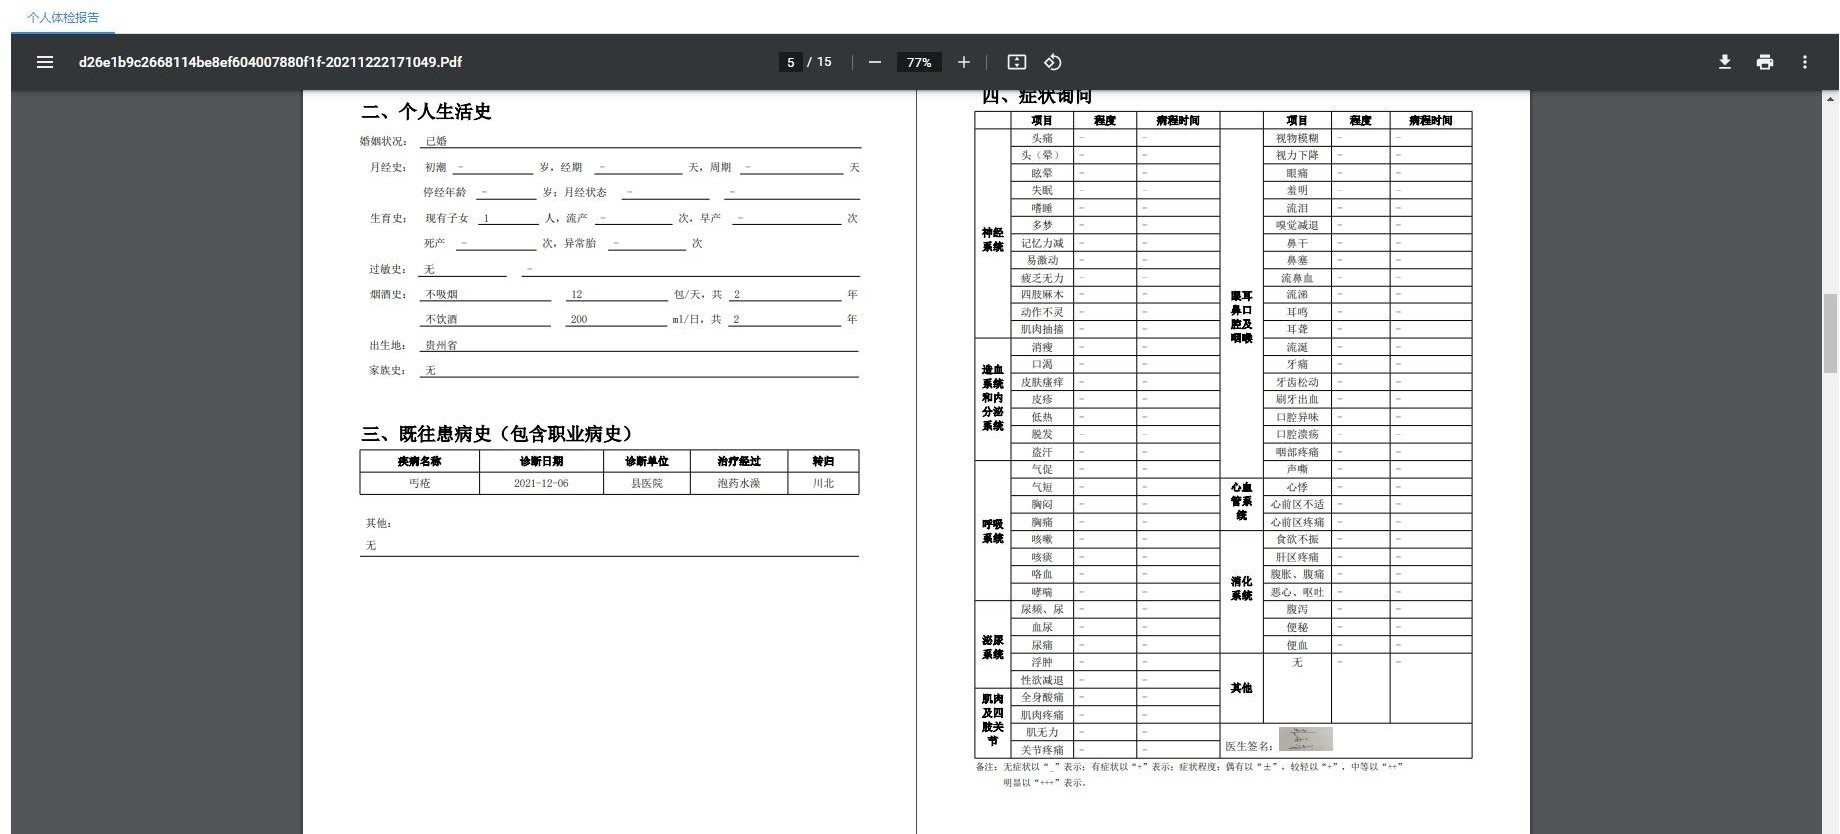 个人体检报告
d26e1b9c2668114be8ef604007880f1f-20211222171049.Pdf
5 / 15
77%
二、个人生活史
婚姻状况： 已婚
月经史： 初潮 - 岁，经期 - 天，周期 - 天
停经年龄 - 岁；月经状态 - -
生育史： 现有子女 1 人，流产 - 次，早产 - 次
死产 - 次，异常胎 - 次
过敏史： 无 -
烟酒史： 不吸烟 12 包/天，共 2 年
不饮酒 200 ml/日，共 2 年
出生地： 贵州省
家族史： 无
三、既往患病史（包含职业病史）
疾病名称 诊断日期 诊断单位 治疗经过 转归
丐疮 2021-12-06 县医院 泡药水澡 川北
其他：
无
四、症状询问
项目 程度 病程时间 项目 程度 病程时间
神经系统
头痛 - -
头（晕） - -
眩晕 - -
失眠 - -
嗜睡 - -
多梦 - -
记忆力减 - -
易激动 - -
疲乏无力 - -
四肢麻木 - -
动作不灵 - -
肌肉抽搐 - -
造血系统和内分泌系统
消瘦 - -
口渴 - -
皮肤瘙痒 - -
皮疹 - -
低热 - -
脱发 - -
盗汗 - -
呼吸系统
气促 - -
气短 - -
胸闷 - -
胸痛 - -
咳嗽 - -
咳痰 - -
咯血 - -
哮喘 - -
泌尿系统
尿频、尿 - -
血尿 - -
尿痛 - -
浮肿 - -
性欲减退 - -
肌肉及四肢关节
全身酸痛 - -
肌肉疼痛 - -
肌无力 - -
关节疼痛 - -
眼耳鼻口腔及咽喉
视物模糊 - -
视力下降 - -
眼痛 - -
羞明 - -
流泪 - -
嗅觉减退 - -
鼻干 - -
鼻塞 - -
流鼻血 - -
流涕 - -
耳鸣 - -
耳聋 - -
流涎 - -
牙痛 - -
牙齿松动 - -
刷牙出血 - -
口腔异味 - -
口腔溃疡 - -
咽部疼痛 - -
声嘶 - -
心血管系统
心悸 - -
心前区不适 - -
心前区疼痛 - -
消化系统
食欲不振 - -
肝区疼痛 - -
腹胀、腹痛 - -
恶心、呕吐 - -
腹泻 - -
便秘 - -
便血 - -
其他
无 - -
医生签名：
备注：无症状以“_”表示；有症状以“+”表示；症状程度：偶有以“±”，较轻以“+”，中等以“++”
明显以“+++”表示。